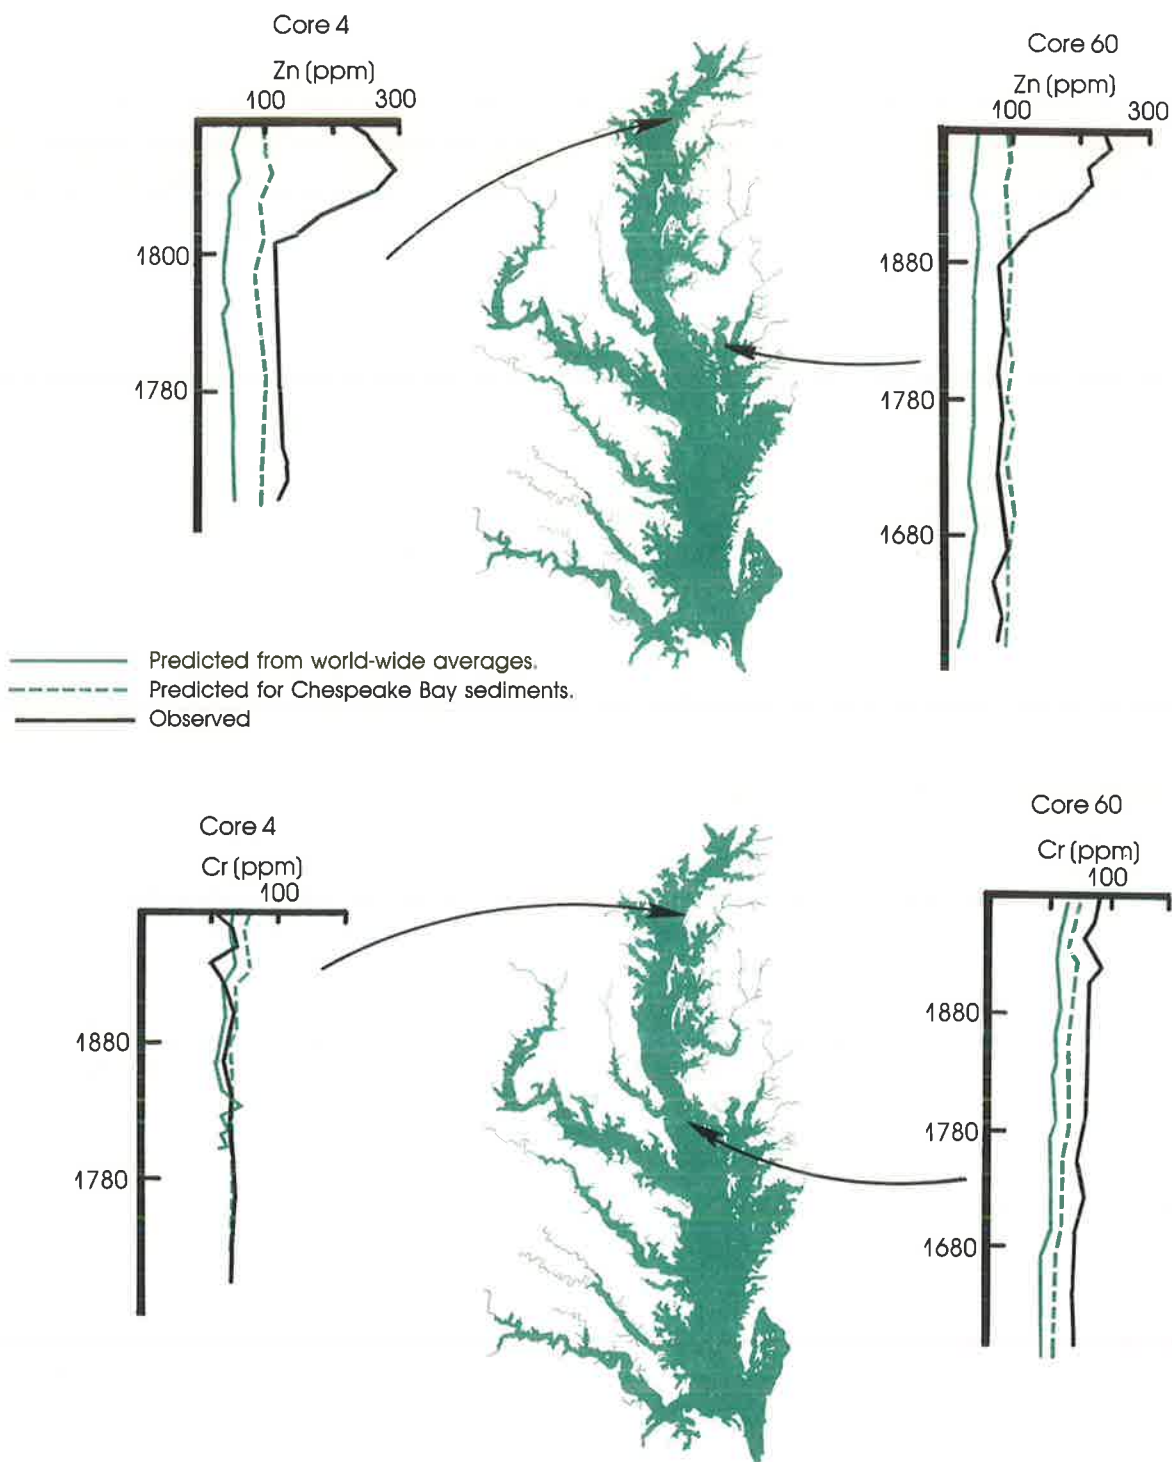 Core 4
Zn (ppm)
100 300
1800
1780
Core 60
Zn (ppm)
100 300
1880
1780
1680
Predicted from world-wide averages.
Predicted for Chespeake Bay sediments.
Observed
Core 4
Cr (ppm)
100
1880
1780
Core 60
Cr (ppm)
100
1880
1780
1680